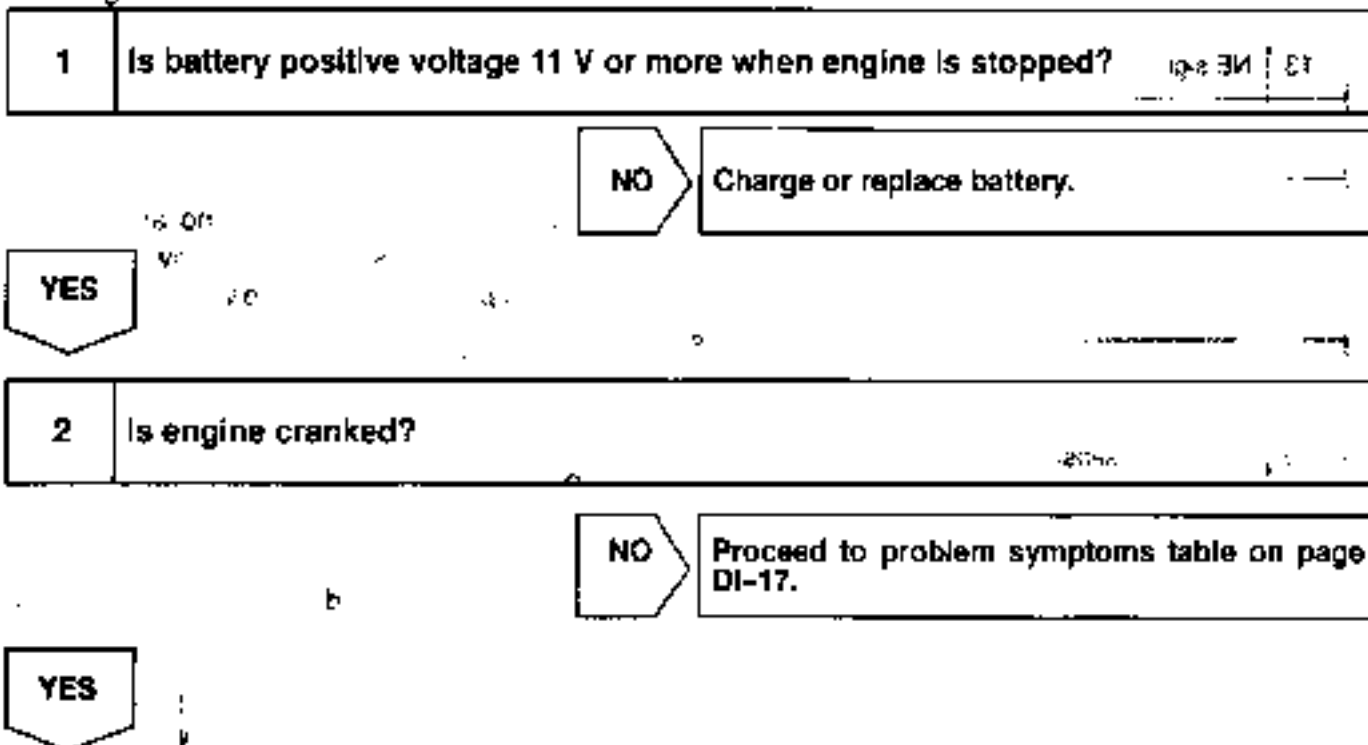 1 Is battery positive voltage 11 V or more when engine is stopped?
NO Charge or replace battery.
YES
2 Is engine cranked?
NO Proceed to problem symptoms table on page
DI-17.
YES